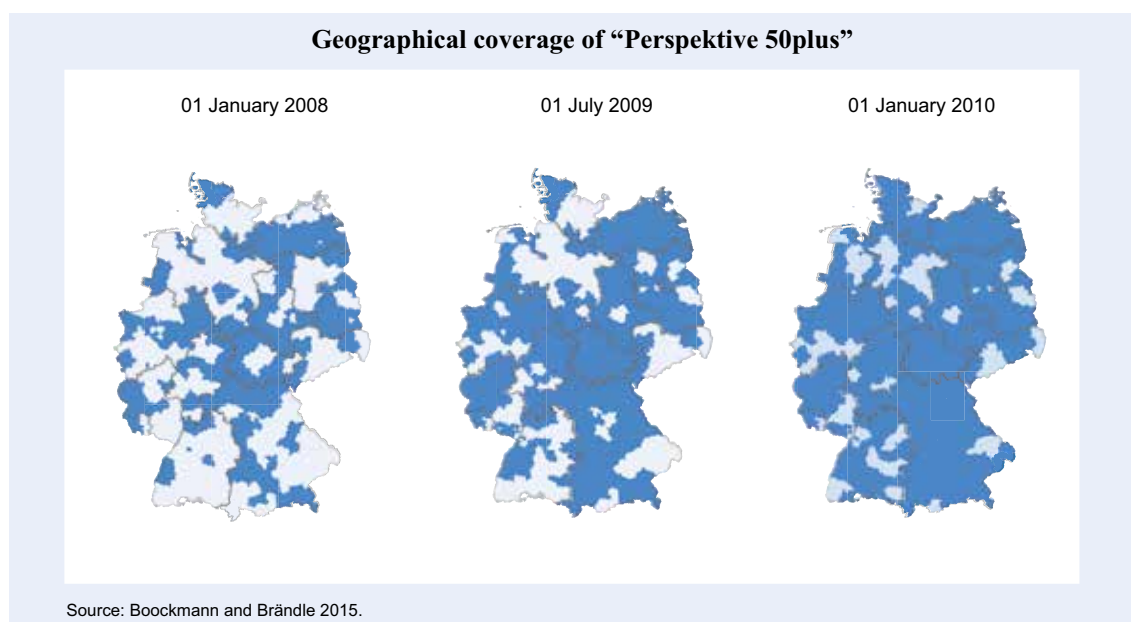 Geographical coverage of “Perspektive 50plus”
01 January 2008
01 July 2009
01 January 2010
Source: Boockmann and Brändle 2015.